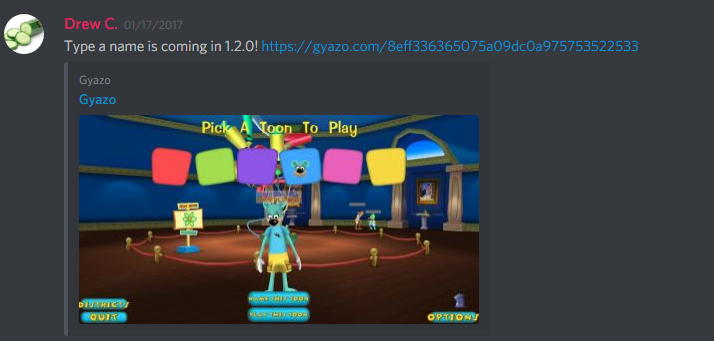 Drew C. 01/17/2017
Type a name is coming in 1.2.0! https://gyazo.com/8eff336365075a09dc0a975753522533
Gyazo
Gyazo
Pick A Toon To Play
NAME THIS TOON
PLAY THIS TOON
DISTRICTS
QUIT
OPTIONS